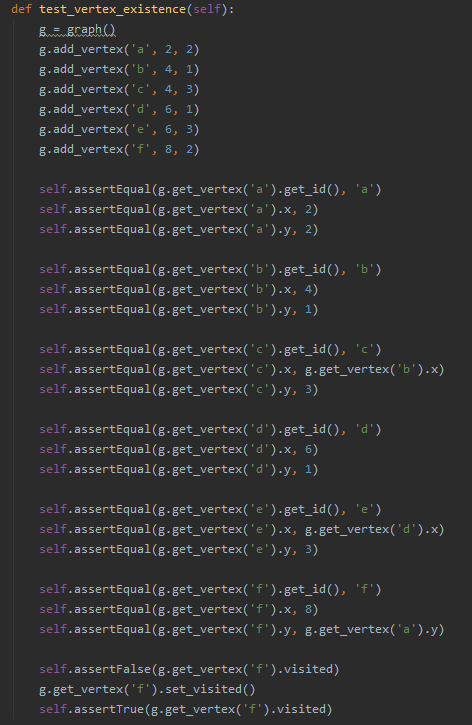 def test_vertex_existence(self):
    g = graph()
    g.add_vertex('a', 2, 2)
    g.add_vertex('b', 4, 1)
    g.add_vertex('c', 4, 3)
    g.add_vertex('d', 6, 1)
    g.add_vertex('e', 6, 3)
    g.add_vertex('f', 8, 2)

    self.assertEqual(g.get_vertex('a').get_id(), 'a')
    self.assertEqual(g.get_vertex('a').x, 2)
    self.assertEqual(g.get_vertex('a').y, 2)

    self.assertEqual(g.get_vertex('b').get_id(), 'b')
    self.assertEqual(g.get_vertex('b').x, 4)
    self.assertEqual(g.get_vertex('b').y, 1)

    self.assertEqual(g.get_vertex('c').get_id(), 'c')
    self.assertEqual(g.get_vertex('c').x, g.get_vertex('b').x)
    self.assertEqual(g.get_vertex('c').y, 3)

    self.assertEqual(g.get_vertex('d').get_id(), 'd')
    self.assertEqual(g.get_vertex('d').x, 6)
    self.assertEqual(g.get_vertex('d').y, 1)

    self.assertEqual(g.get_vertex('e').get_id(), 'e')
    self.assertEqual(g.get_vertex('e').x, g.get_vertex('d').x)
    self.assertEqual(g.get_vertex('e').y, 3)

    self.assertEqual(g.get_vertex('f').get_id(), 'f')
    self.assertEqual(g.get_vertex('f').x, 8)
    self.assertEqual(g.get_vertex('f').y, g.get_vertex('a').y)

    self.assertFalse(g.get_vertex('f').visited)
    g.get_vertex('f').set_visited()
    self.assertTrue(g.get_vertex('f').visited)